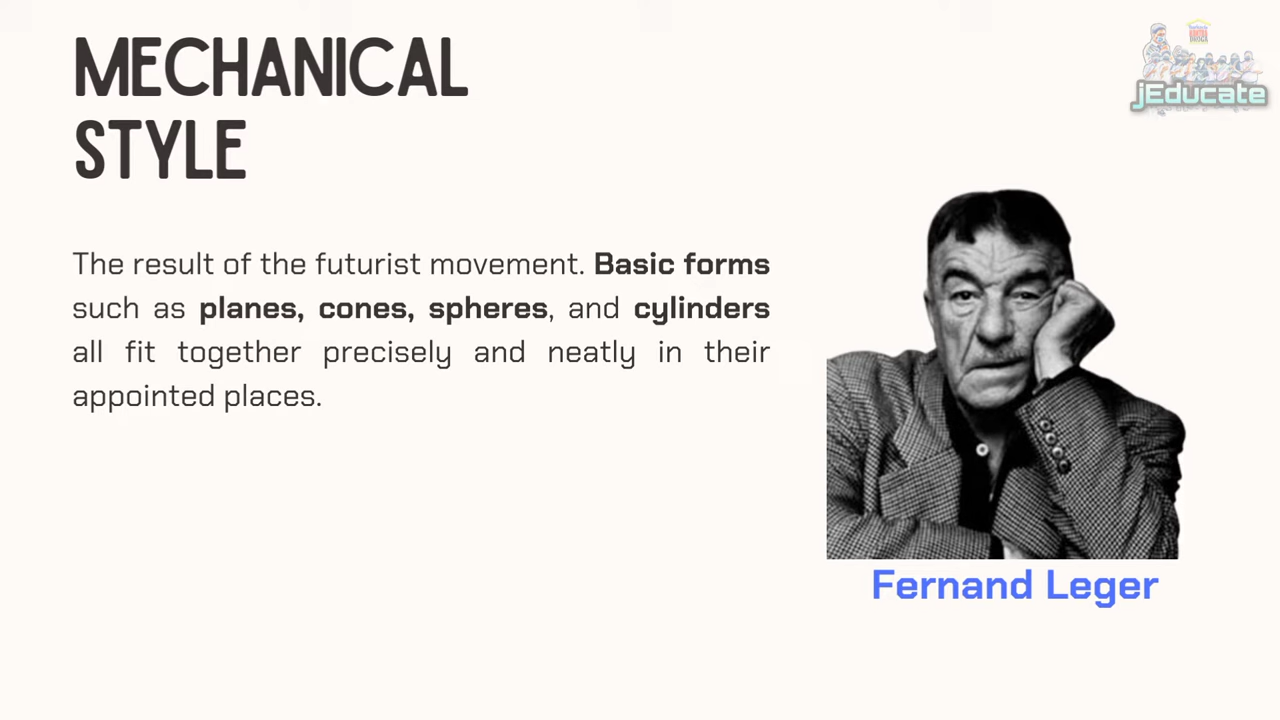 MECHANICAL
STYLE
jEducate
The result of the futurist movement. Basic forms
such as planes, cones, spheres, and cylinders
all fit together precisely and neatly in their
appointed places.
Fernand Leger